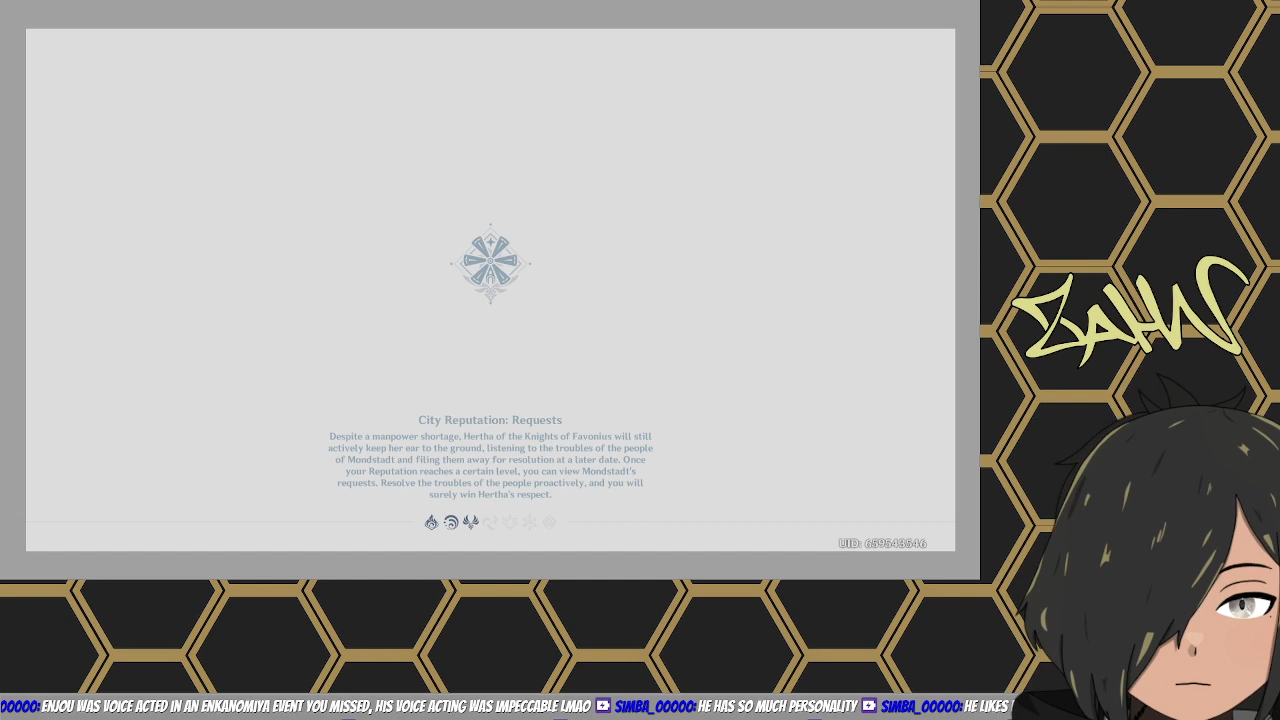 City Reputation: Requests
Despite a manpower shortage, Hertha of the Knights of Favonius will still
actively keep her ear to the ground, listening to the troubles of the people
of Mondstadt and filing them away for resolution at a later date. Once
your Reputation reaches a certain level, you can view Mondstadt's
requests. Resolve the troubles of the people proactively, and you will
surely win Hertha's respect.
UID: 659543546
ZAHW
OOOOO: ENJOU WAS VOICE ACTED IN AN ENKANOMIYA EVENT YOU MISSED, HIS VOICE ACTING WAS IMPECCABLE LMAO SIMBA_OOOOO: HE HAS SO MUCH PERSONALITY SIMBA_OOOOO: HE LIKES